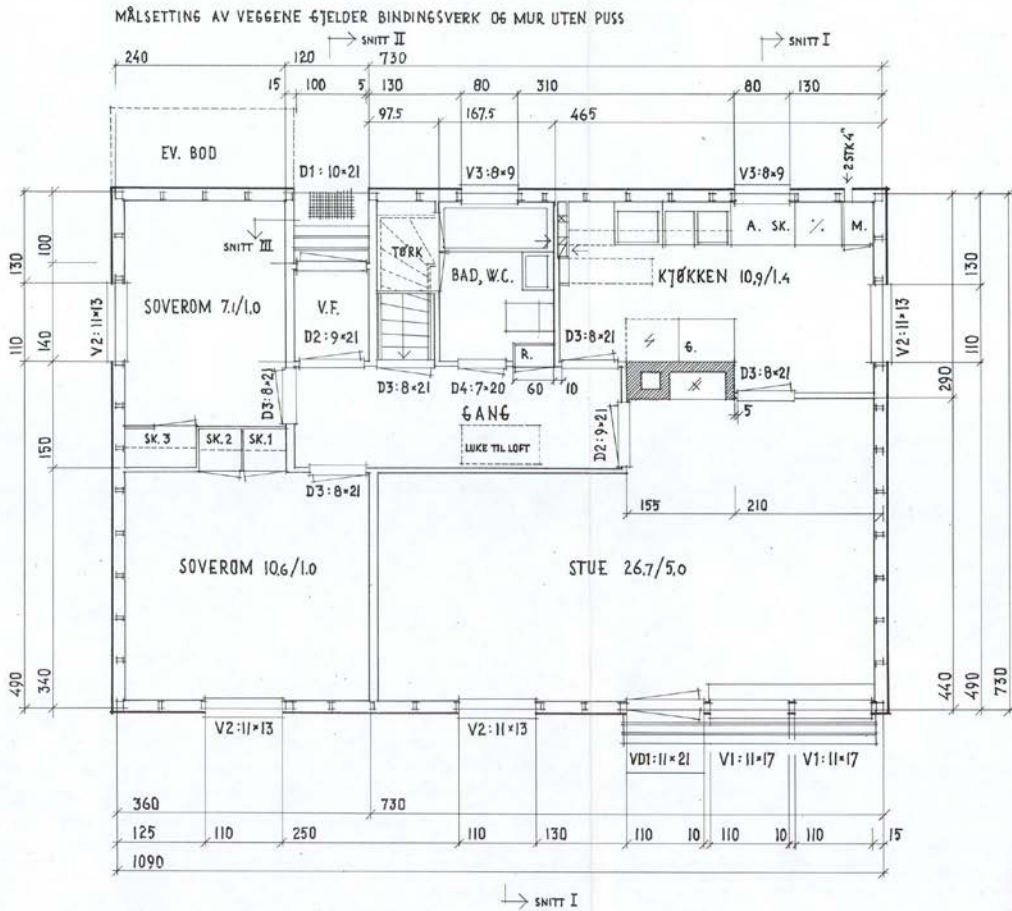 MÅLSETTING AV VEGGENE GJELDER BINDINGSVERK OG MUR UTEN PUSS
SNITT II
SNITT I
240
120
730
15
100
5
130
80
310
80
130
97.5
167.5
465
EV. BOD
D1: 10×21
V3: 8×9
V3: 8×9
2 STK 4"
SNITT III
TØRK
BAD, W.C.
A. SK.
M.
SOVEROM 7.1/1.0
V.F.
KJØKKEN 10,9/1.4
D2: 9×21
D3: 8×21
G.
R.
V2: 11×13
V2: 11×13
D3: 8×21
D3: 8×21
D4: 7×20
60
10
D3: 8×21
5
GANG
LUKE TIL LOFT
D2: 9×21
SK. 3
SK. 2
SK. 1
D3: 8×21
155
210
SOVEROM 10,6/1.0
STUE 26,7/5,0
130
110
490
100
140
150
340
130
110
290
440
490
730
V2: 11×13
V2: 11×13
VD1: 11×21
V1: 11×17
V1: 11×17
360
730
125
110
250
110
130
110
10
110
10
110
15
1090
SNITT I